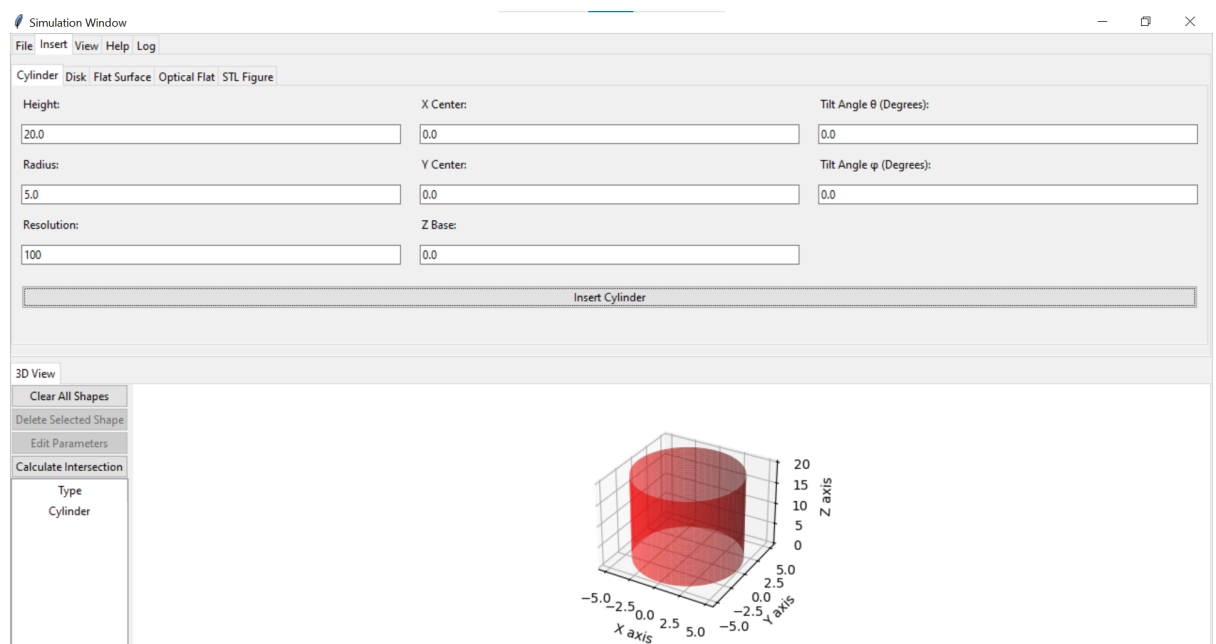 Simulation Window
File Insert View Help Log
Cylinder Disk Flat Surface Optical Flat STL Figure
Height: X Center: Tilt Angle θ (Degrees):
20.0 0.0 0.0
Radius: Y Center: Tilt Angle φ (Degrees):
5.0 0.0 0.0
Resolution: Z Base:
100 0.0
Insert Cylinder
3D View
Clear All Shapes
Delete Selected Shape
Edit Parameters
Calculate Intersection
Type
Cylinder
20
15
10
5
0
Z axis
5.0
2.5
0.0
−2.5
−5.0
Y axis
−5.0
−2.5
0.0
2.5
5.0
X axis